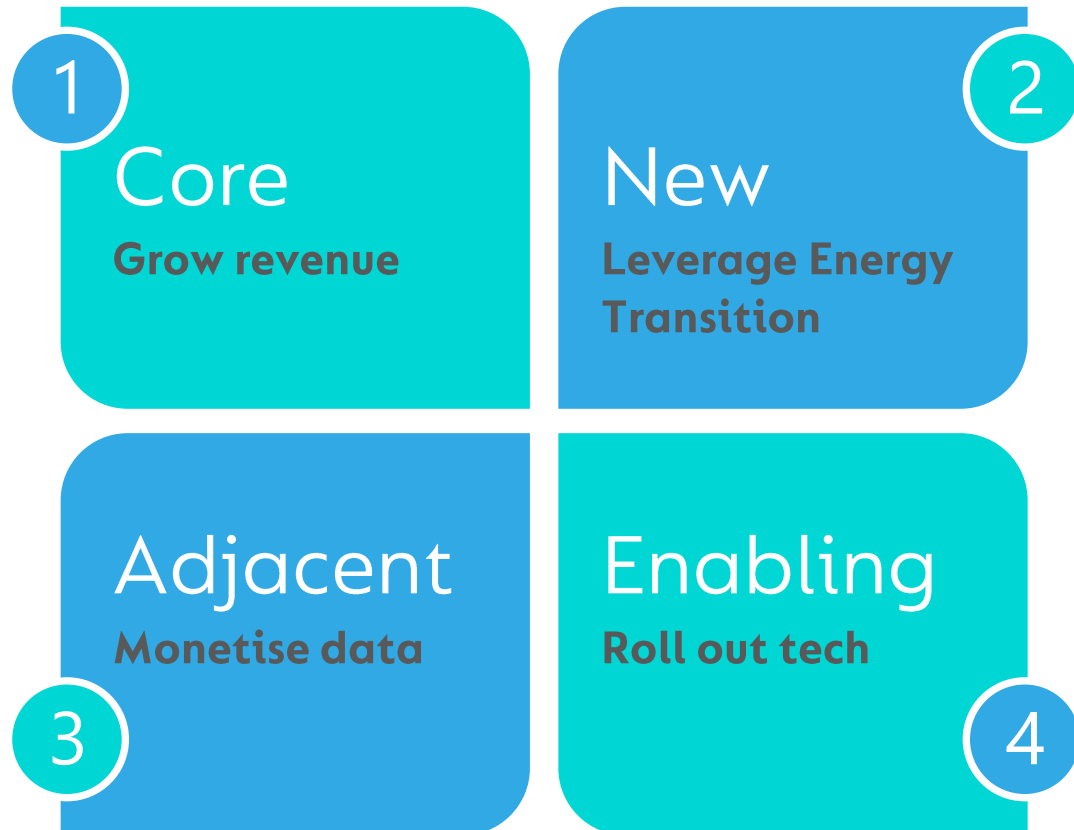 1
Core
Grow revenue
2
New
Leverage Energy
Transition
3
Adjacent
Monetise data
4
Enabling
Roll out tech